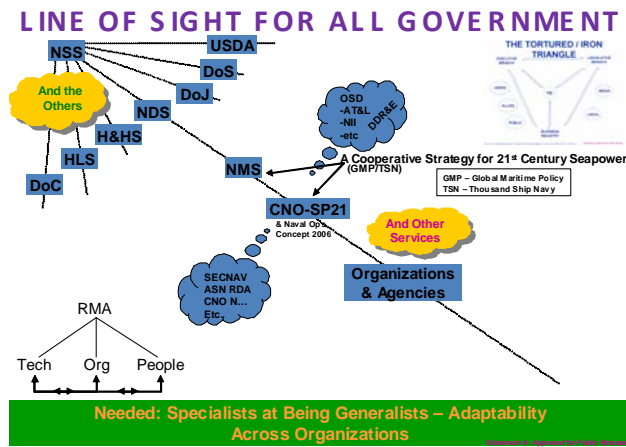 LINE OF SIGHT FOR ALL GOVERNMENT
NSS
USDA
DoS
DoJ
And the
Others
NDS
H&HS
HLS
DoC
THE TORTURED / IRON
TRIANGLE
OSD
-AT&L
-NII
-etc
DDR&E
NMS
A Cooperative Strategy for 21st Century Seapower
(GMP/TSN)
GMP – Global Maritime Policy
TSN – Thousand Ship Navy
CNO-SP21
& Naval Ops
Concept 2006
And Other
Services
SECNAV
ASN RDA
CNO N...
Etc.
Organizations
& Agencies
RMA
Tech
Org
People
Needed: Specialists at Being Generalists – Adaptability
Across Organizations